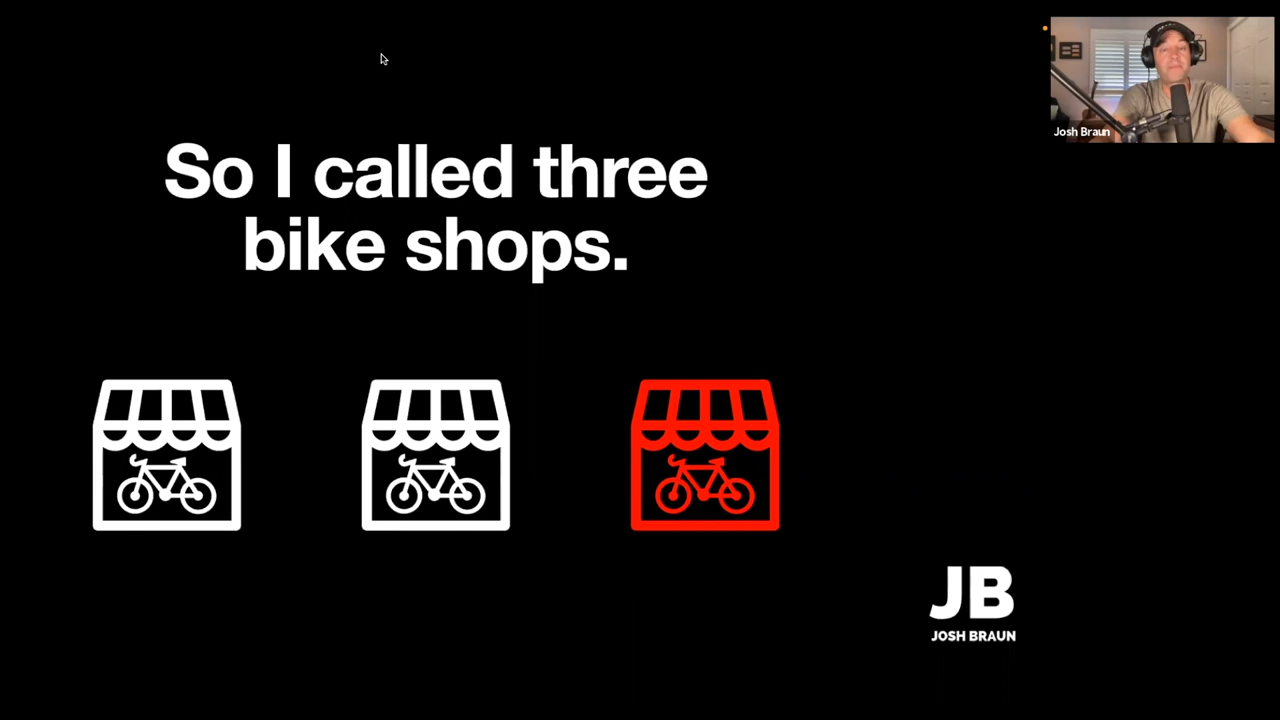 So I called three
bike shops.
Josh Braun
JB
JOSH BRAUN